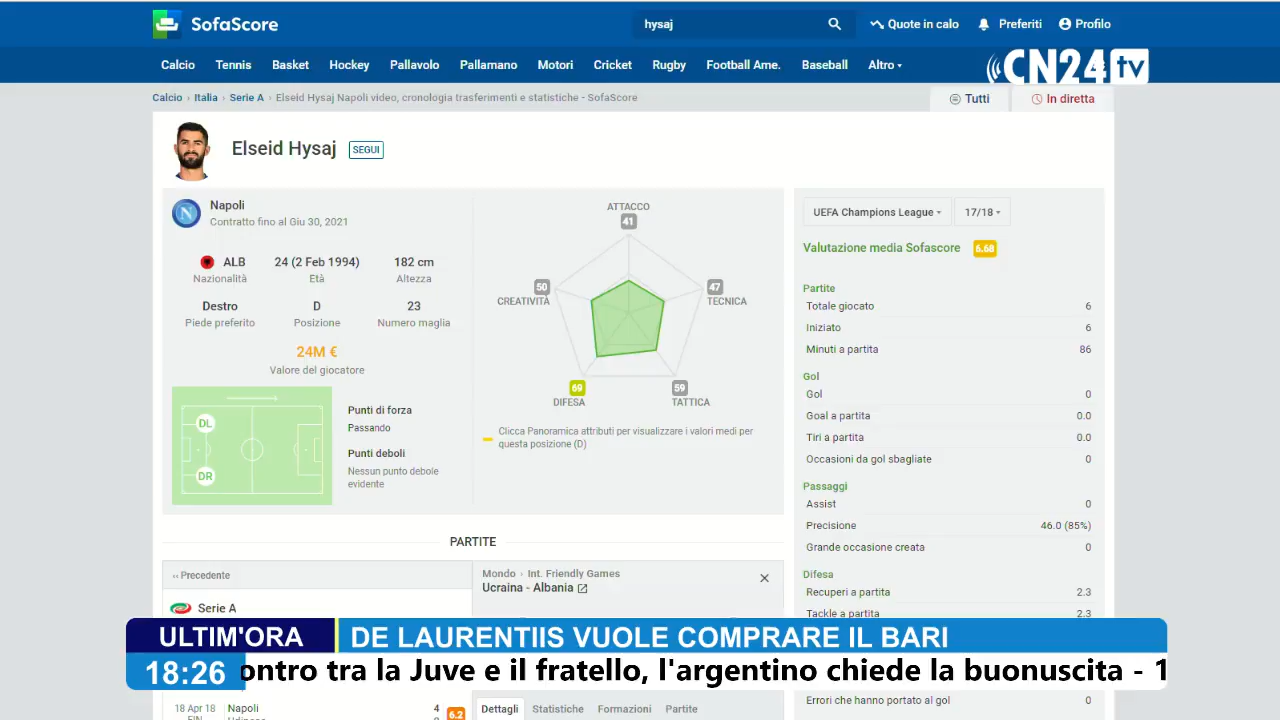 SofaScore
hysaj
Quote in calo
Preferiti
Profilo
Calcio Tennis Basket Hockey Pallavolo Pallamano Motori Cricket Rugby Football Ame. Baseball Altro
CN24 tv
Calcio › Italia › Serie A › Elseid Hysaj Napoli video, cronologia trasferimenti e statistiche - SofaScore
Tutti
In diretta
Elseid Hysaj SEGUI
Napoli
Contratto fino al Giu 30, 2021
ALB 24 (2 Feb 1994) 182 cm
Nazionalità Età Altezza
Destro D 23
Piede preferito Posizione Numero maglia
24M €
Valore del giocatore
DL
DR
Punti di forza
Passando
Punti deboli
Nessun punto debole
evidente
ATTACCO
41
50
CREATIVITÀ
47
TECNICA
69
DIFESA
59
TATTICA
Clicca Panoramica attributi per visualizzare i valori medi per
questa posizione (D)
UEFA Champions League 17/18
Valutazione media Sofascore 6.68
Partite
Totale giocato 6
Iniziato 6
Minuti a partita 86
Gol
Gol 0
Goal a partita 0.0
Tiri a partita 0.0
Occasioni da gol sbagliate 0
Passaggi
Assist 0
Precisione 46.0 (85%)
Grande occasione creata 0
Difesa
Recuperi a partita 2.3
Tackle a partita 2.3
PARTITE
‹‹ Precedente
Serie A
Mondo › Int. Friendly Games
Ucraina - Albania
ULTIM'ORA DE LAURENTIIS VUOLE COMPRARE IL BARI
18:26 ontro tra la Juve e il fratello, l'argentino chiede la buonuscita - 1
Errori che hanno portato al gol 0
18 Apr 18 Napoli 4
FIN Udinese 6.2
Dettagli Statistiche Formazioni Partite